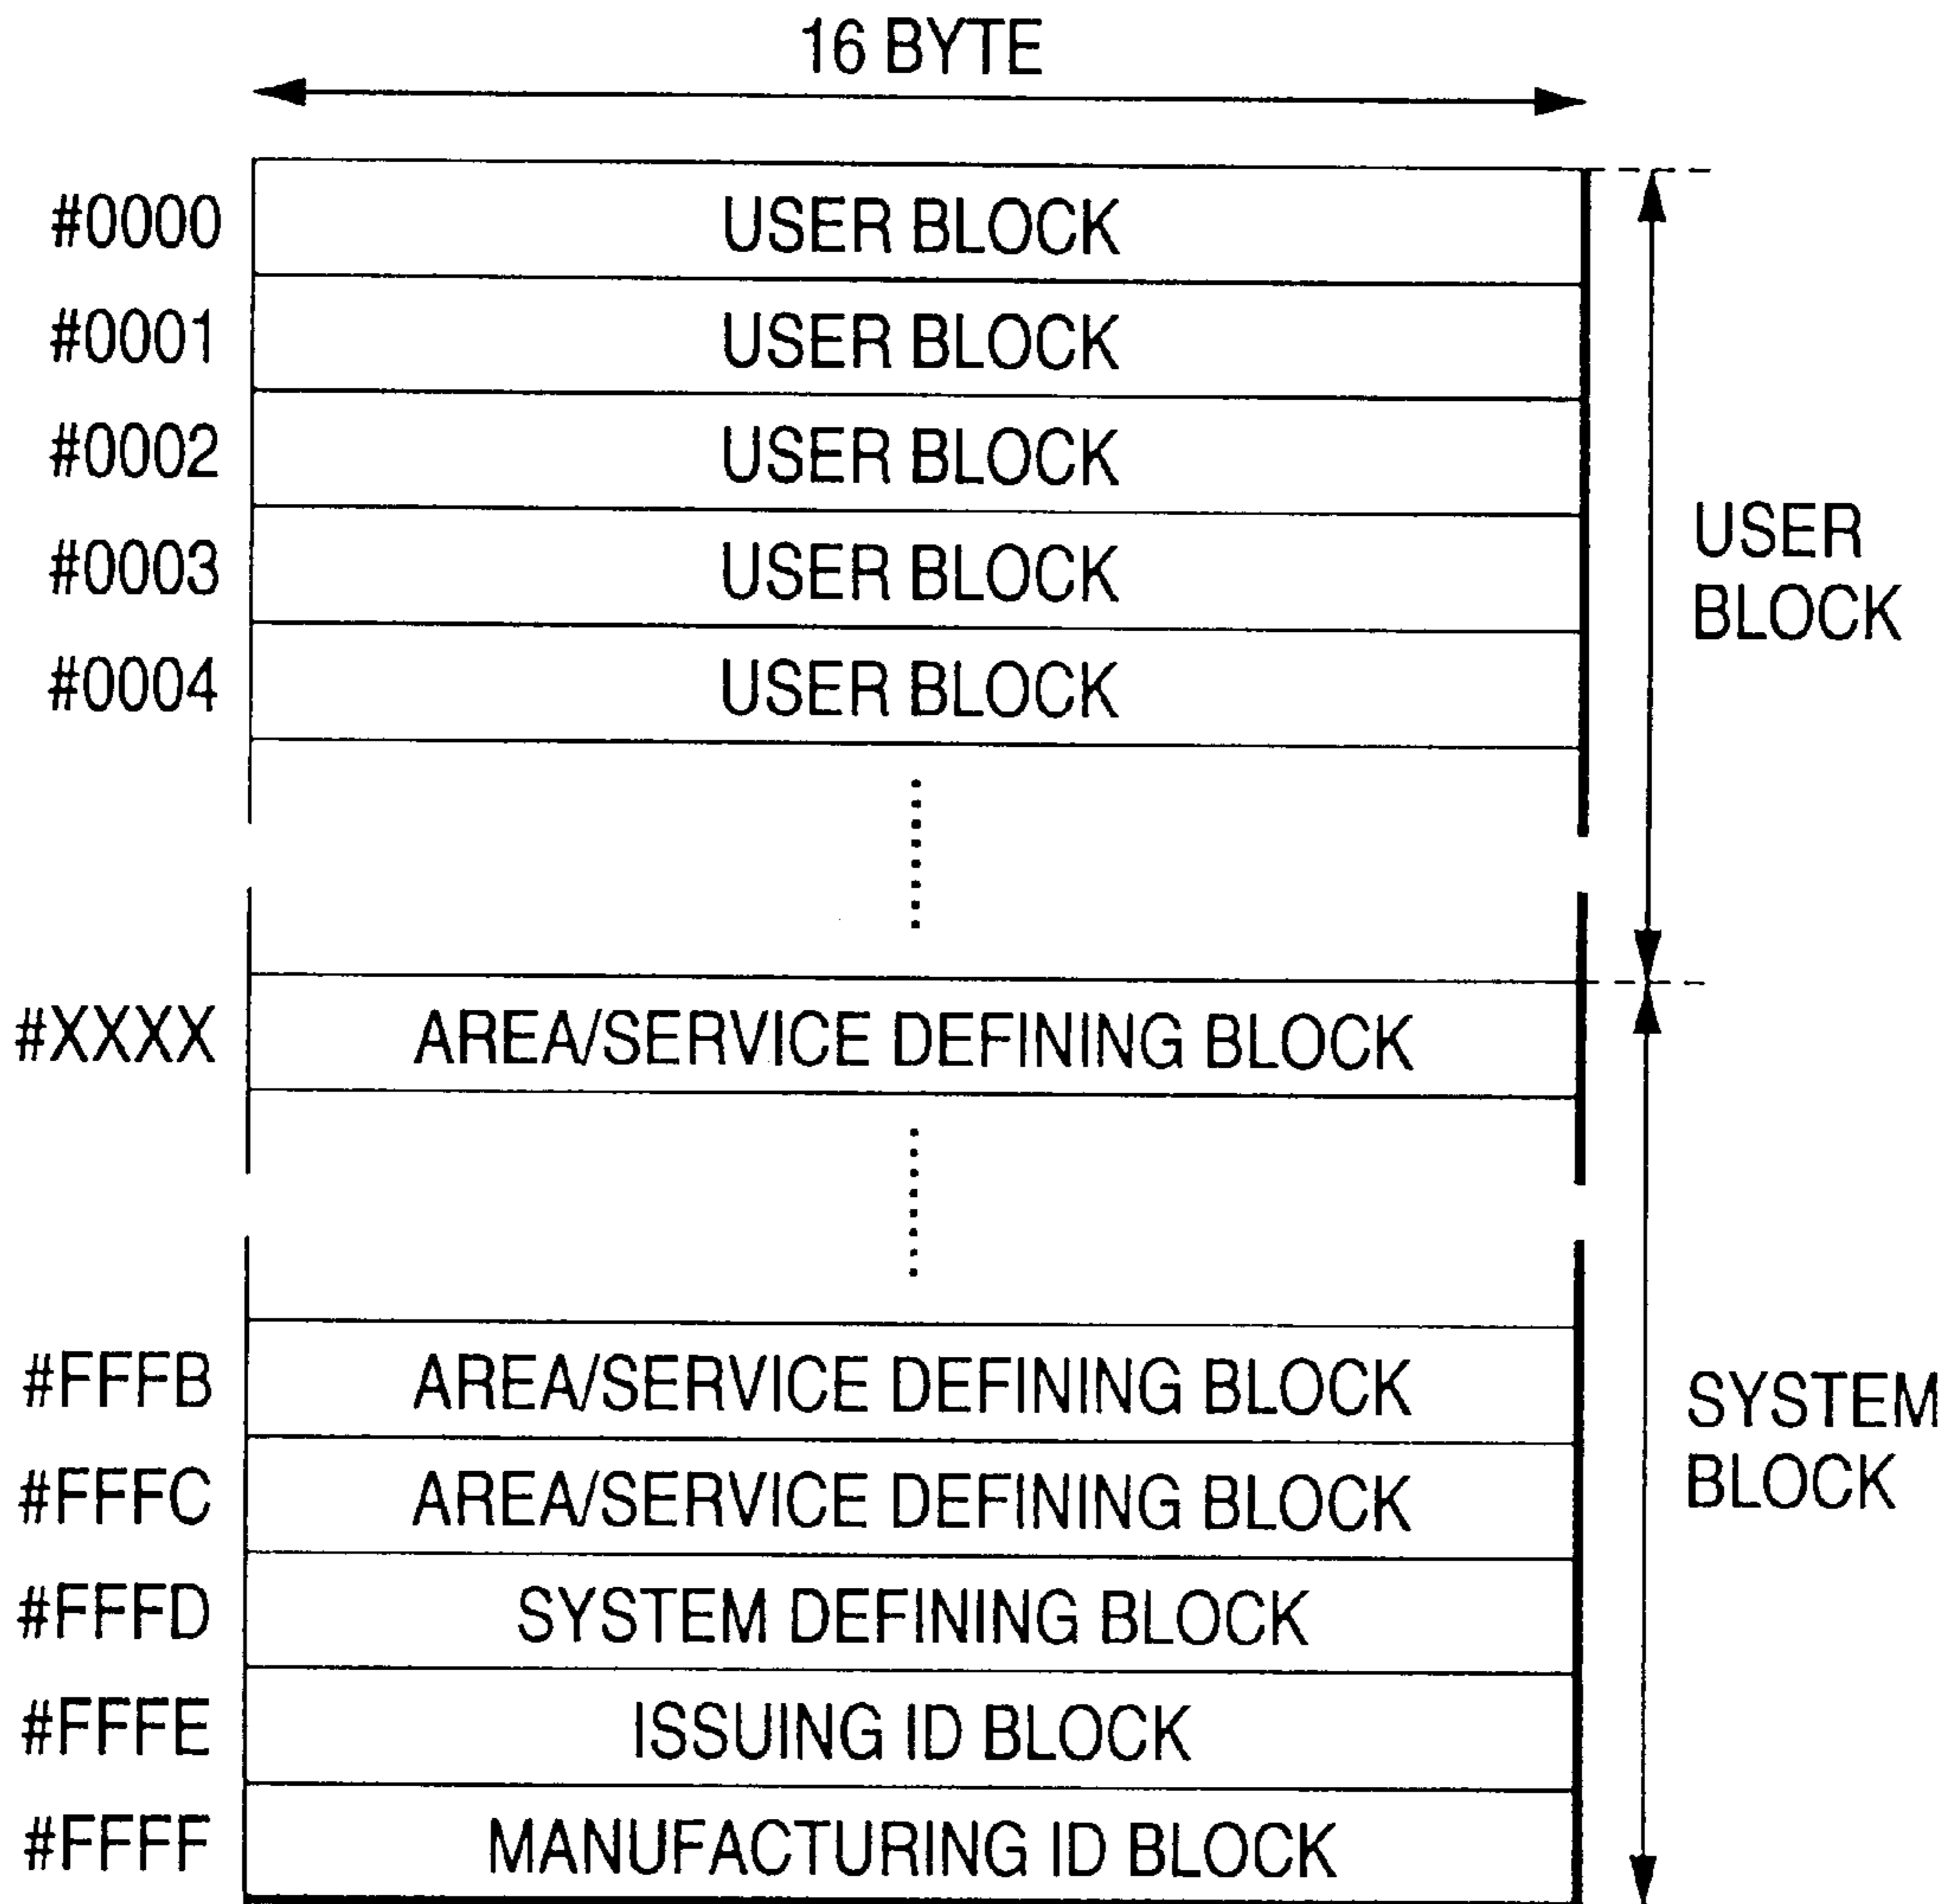 16 BYTE
#0000 USER BLOCK
#0001 USER BLOCK
#0002 USER BLOCK
#0003 USER BLOCK
#0004 USER BLOCK
USER
BLOCK
#XXXX AREA/SERVICE DEFINING BLOCK
#FFFB AREA/SERVICE DEFINING BLOCK
#FFFC AREA/SERVICE DEFINING BLOCK
#FFFD SYSTEM DEFINING BLOCK
#FFFE ISSUING ID BLOCK
#FFFF MANUFACTURING ID BLOCK
SYSTEM
BLOCK